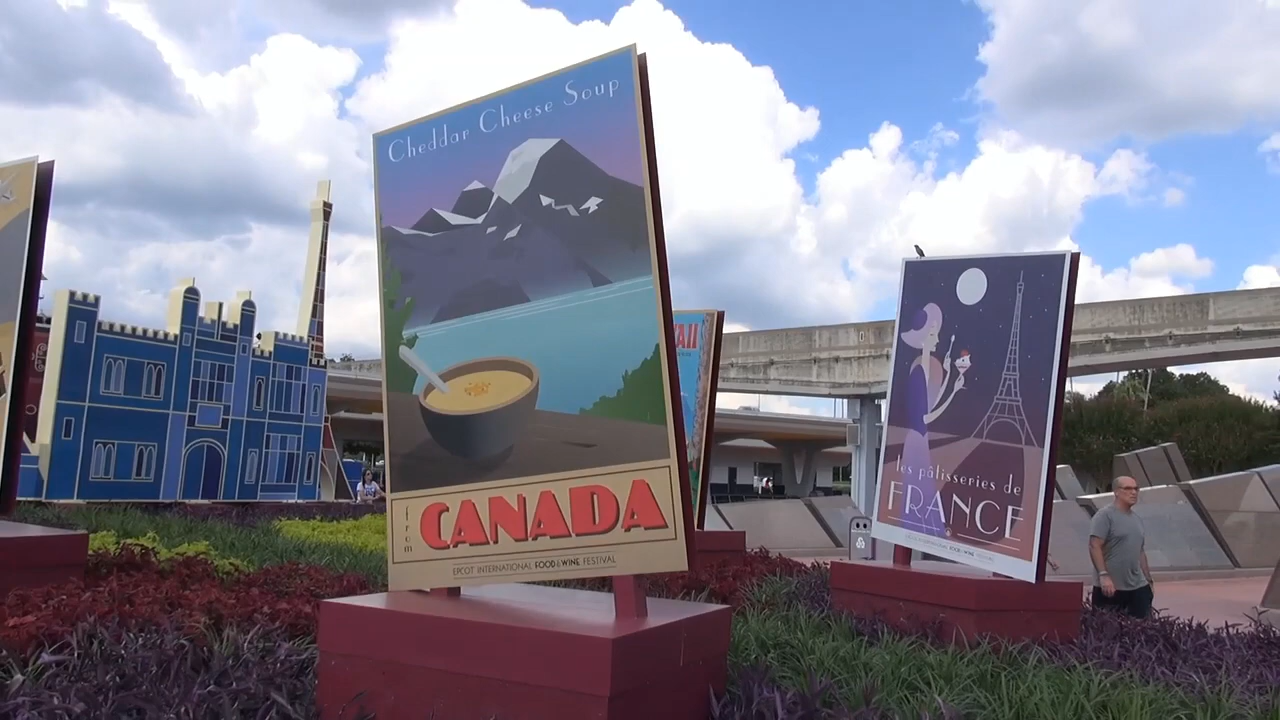 Cheddar Cheese Soup
from
CANADA
EPCOT INTERNATIONAL FOOD & WINE FESTIVAL
les pâtisseries de
FRANCE